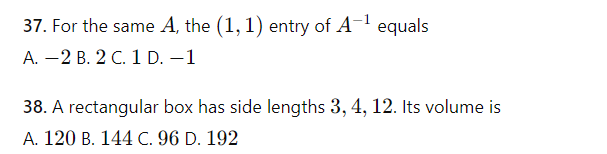 37. For the same A, the (1, 1) entry of A⁻¹ equals
A. −2 B. 2 C. 1 D. −1
38. A rectangular box has side lengths 3, 4, 12. Its volume is
A. 120 B. 144 C. 96 D. 192